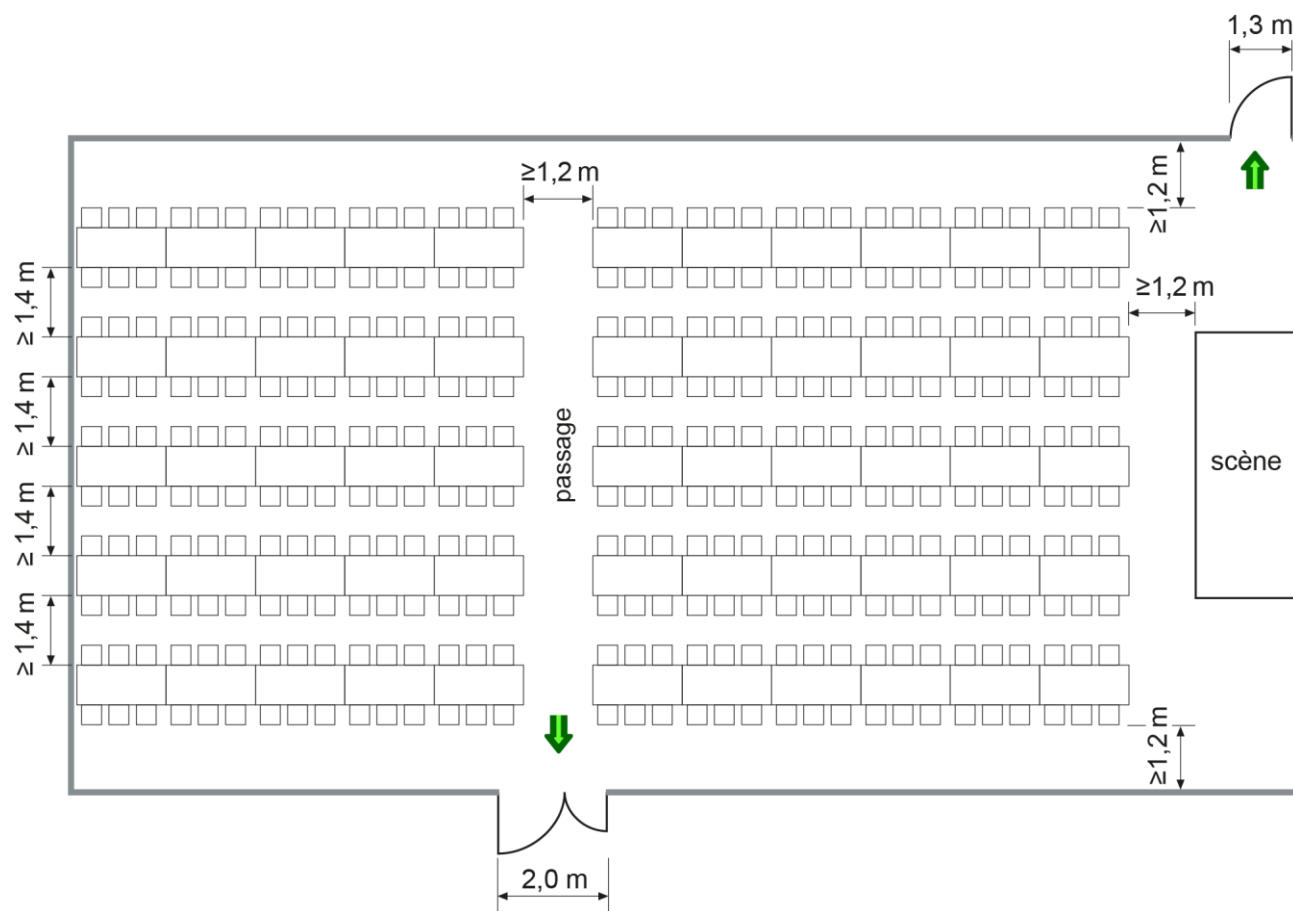 1,3 m
≥1,2 m
≥1,2 m
≥1,2 m
≥ 1,4 m
≥ 1,4 m
passage
scène
≥ 1,4 m
≥ 1,4 m
≥1,2 m
2,0 m